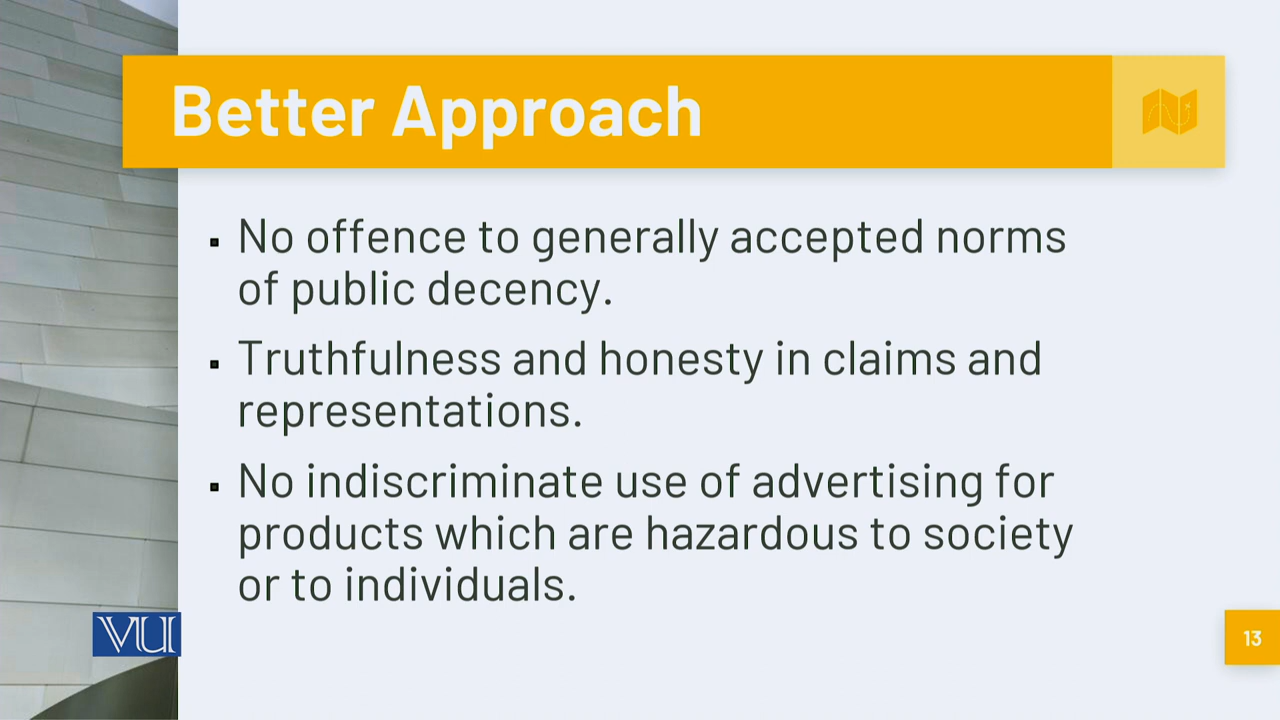 Better Approach
▪ No offence to generally accepted norms
of public decency.
▪ Truthfulness and honesty in claims and
representations.
▪ No indiscriminate use of advertising for
products which are hazardous to society
or to individuals.
VU
13